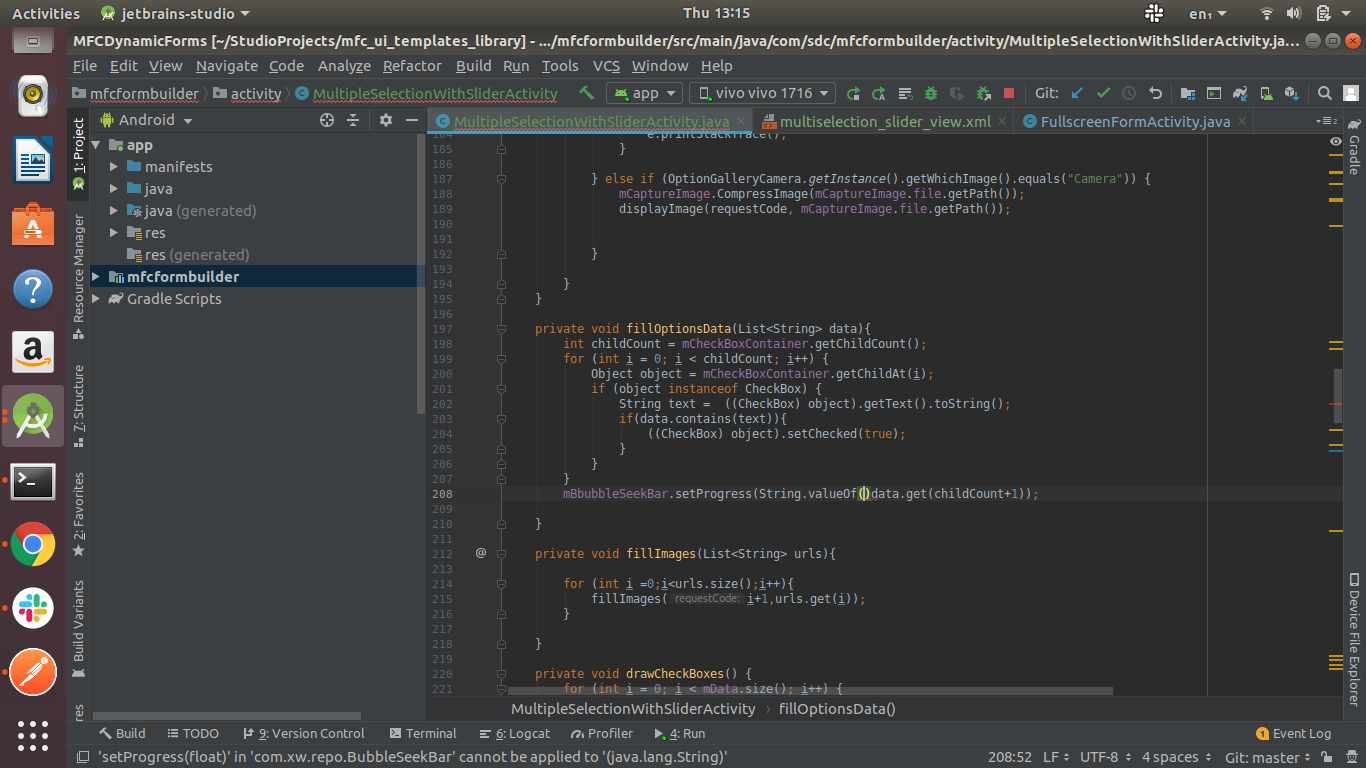 Activities
jetbrains-studio
Thu 13:15
en₁
MFCDynamicForms [~/StudioProjects/mfc_ui_templates_library] - .../mfcformbuilder/src/main/java/com/sdc/mfcformbuilder/activity/MultipleSelectionWithSliderActivity.ja...
File Edit View Navigate Code Analyze Refactor Build Run Tools VCS Window Help
mfcformbuilder activity MultipleSelectionWithSliderActivity
app
vivo vivo 1716
Git:
Android
MultipleSelectionWithSliderActivity.java
multiselection_slider_view.xml
FullscreenFormActivity.java
2
1: Project
Resource Manager
7: Structure
2: Favorites
Build Variants
Gradle
Device File Explorer
app
manifests
java
java (generated)
res
res (generated)
mfcformbuilder
Gradle Scripts
184 e.printStackTrace();
185 }
186
187 } else if (OptionGalleryCamera.getInstance().getWhichImage().equals("Camera")) {
188 mCaptureImage.CompressImage(mCaptureImage.file.getPath());
189 displayImage(requestCode, mCaptureImage.file.getPath());
190
191
192 }
193
194 }
195 }
196
197 private void fillOptionsData(List<String> data){
198 int childCount = mCheckBoxContainer.getChildCount();
199 for (int i = 0; i < childCount; i++) {
200 Object object = mCheckBoxContainer.getChildAt(i);
201 if (object instanceof CheckBox) {
202 String text =  ((CheckBox) object).getText().toString();
203 if(data.contains(text)){
204 ((CheckBox) object).setChecked(true);
205 }
206 }
207 }
208 mBbubbleSeekBar.setProgress(String.valueOf()data.get(childCount+1));
209
210 }
211
212 @ private void fillImages(List<String> urls){
213
214 for (int i =0;i<urls.size();i++){
215 fillImages( requestCode: i+1,urls.get(i));
216 }
217
218 }
219
220 private void drawCheckBoxes() {
221 for (int i = 0; i < mData.size(); i++) {
MultipleSelectionWithSliderActivity › fillOptionsData()
Build TODO 9: Version Control Terminal 6: Logcat Profiler 4: Run
1 Event Log
'setProgress(float)' in 'com.xw.repo.BubbleSeekBar' cannot be applied to '(java.lang.String)'
208:52 LF UTF-8 4 spaces Git: master